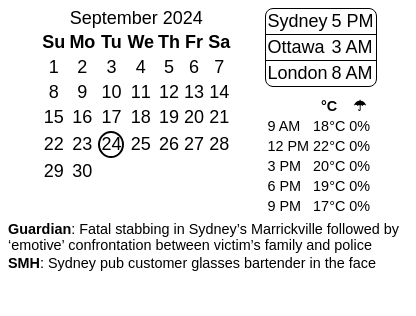 September 2024
Su Mo Tu We Th Fr Sa
1 2 3 4 5 6 7
8 9 10 11 12 13 14
15 16 17 18 19 20 21
22 23 24 25 26 27 28
29 30
Sydney 5 PM
Ottawa 3 AM
London 8 AM
°C ☂
9 AM 18°C 0%
12 PM 22°C 0%
3 PM 20°C 0%
6 PM 19°C 0%
9 PM 17°C 0%
Guardian: Fatal stabbing in Sydney’s Marrickville followed by
‘emotive’ confrontation between victim’s family and police
SMH: Sydney pub customer glasses bartender in the face